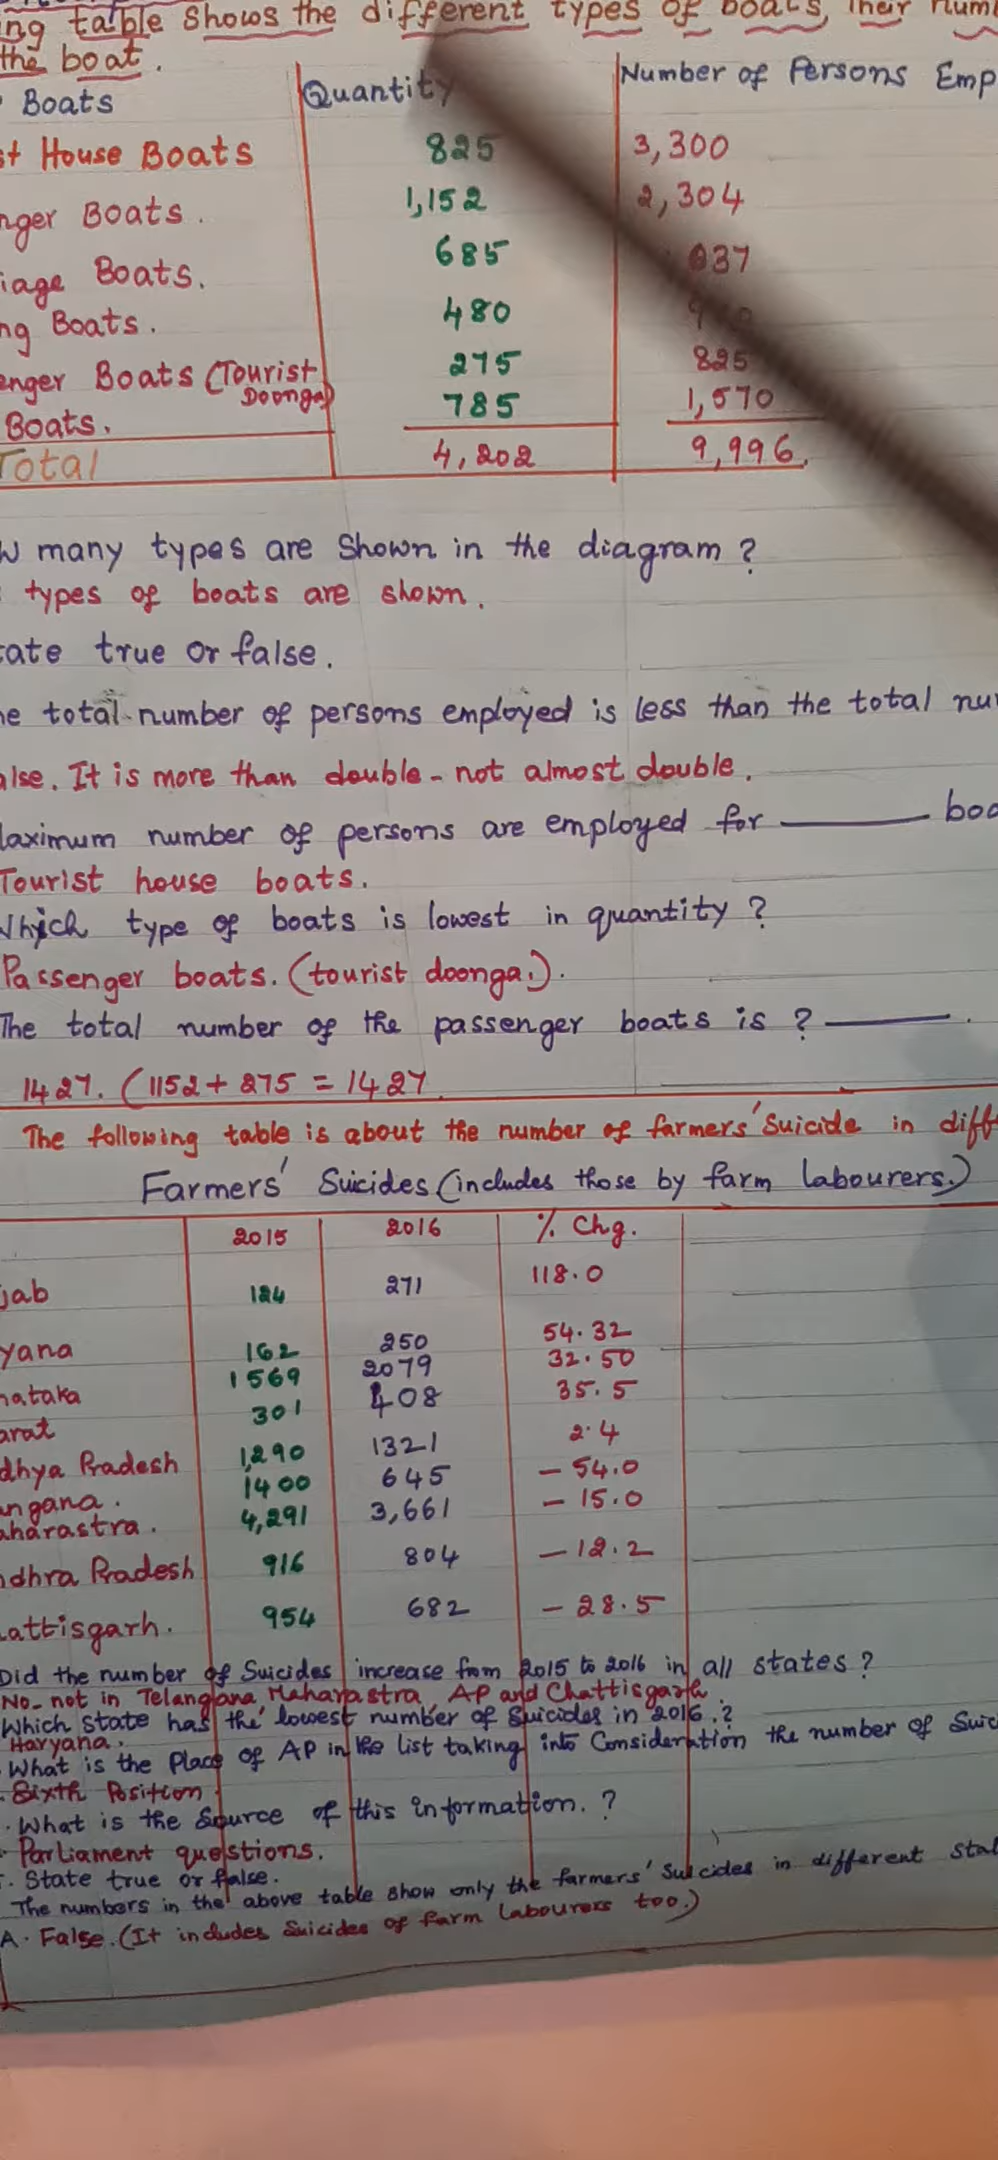 ing table Shows the different types of boats, their num
the boat.
Boats Quantity Number of Persons Emp
st House Boats 825 3,300
nger Boats. 1,152 2,304
iage Boats. 685 037
ng Boats. 480
enger Boats (Tourist Doonga) 275 825
Boats. 785 1,570
Total 4,202 9,996.
w many types are Shown in the diagram ?
types of boats are shown.
tate true or false.
he total number of persons employed is less than the total nu
alse. It is more than double - not almost double.
Maximum number of persons are employed for ______ boa
Tourist house boats.
Which type of boats is lowest in quantity ?
Passenger boats. (tourist doonga.).
The total number of the passenger boats is ? ______.
1427. (1152 + 275 = 1427
The following table is about the number of farmers' Suicide in diff
Farmers' Suicides (includes those by farm labourers.)
2015 2016 % Chg.
jab 124 271 118.0
yana 162 250 54.32
nataka 1569 2079 32.50
arat 301 408 35.5
dhya Pradesh 1,290 1321 2.4
angana. 1400 645 - 54.0
aharastra. 4,291 3,661 - 15.0
ndhra Pradesh 916 804 - 12.2
attisgarh. 954 682 - 28.5
Did the number of Suicides increase from 2015 to 2016 in all states ?
No - not in Telangana, Maharastra, AP and Chattisgarh.
Which state has the lowest number of Suicides in 2016.?
Haryana.
What is the Place of AP in the list taking into Consideration the number of Suic
Sixth Position
What is the Source of this information. ?
Parliament questions.
State true or false.
The numbers in the above table show only the farmers' Suicides in different stat
A. False. (It includes Suicides of farm labourers too.)